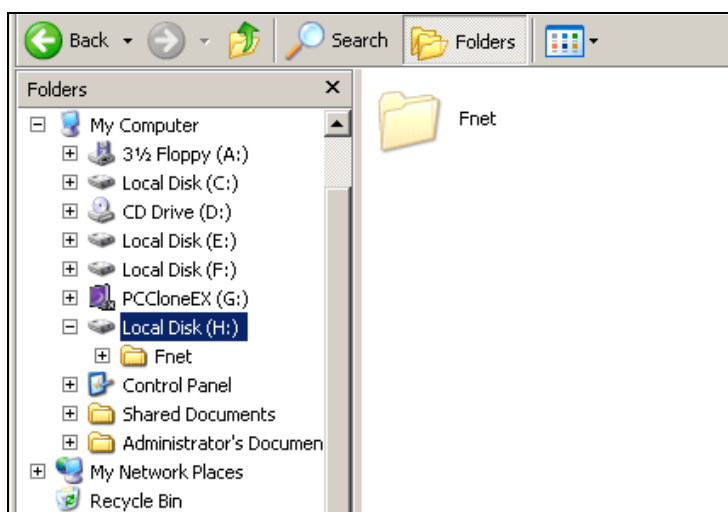 Back Search Folders
Folders
My Computer
3½ Floppy (A:)
Local Disk (C:)
CD Drive (D:)
Local Disk (E:)
Local Disk (F:)
PCCloneEX (G:)
Local Disk (H:)
Fnet
Control Panel
Shared Documents
Administrator's Documen
My Network Places
Recycle Bin
Fnet